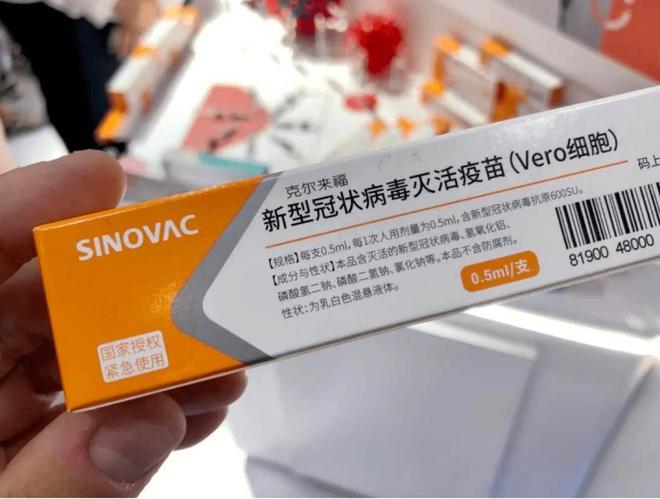 SINOVAC
国家授权
紧急使用
克尔来福
新型冠状病毒灭活疫苗(Vero细胞)
【规格】每支0.5ml,每1次人用剂量为0.5ml,含新型冠状病毒抗原600SU。
【成分与性状】本品含灭活的新型冠状病毒、氢氧化铝、
磷酸氢二钠、磷酸二氢钠、氯化钠等。本品不含防腐剂。
性状:为乳白色混悬液体。
0.5ml/支
码上
81900 48000